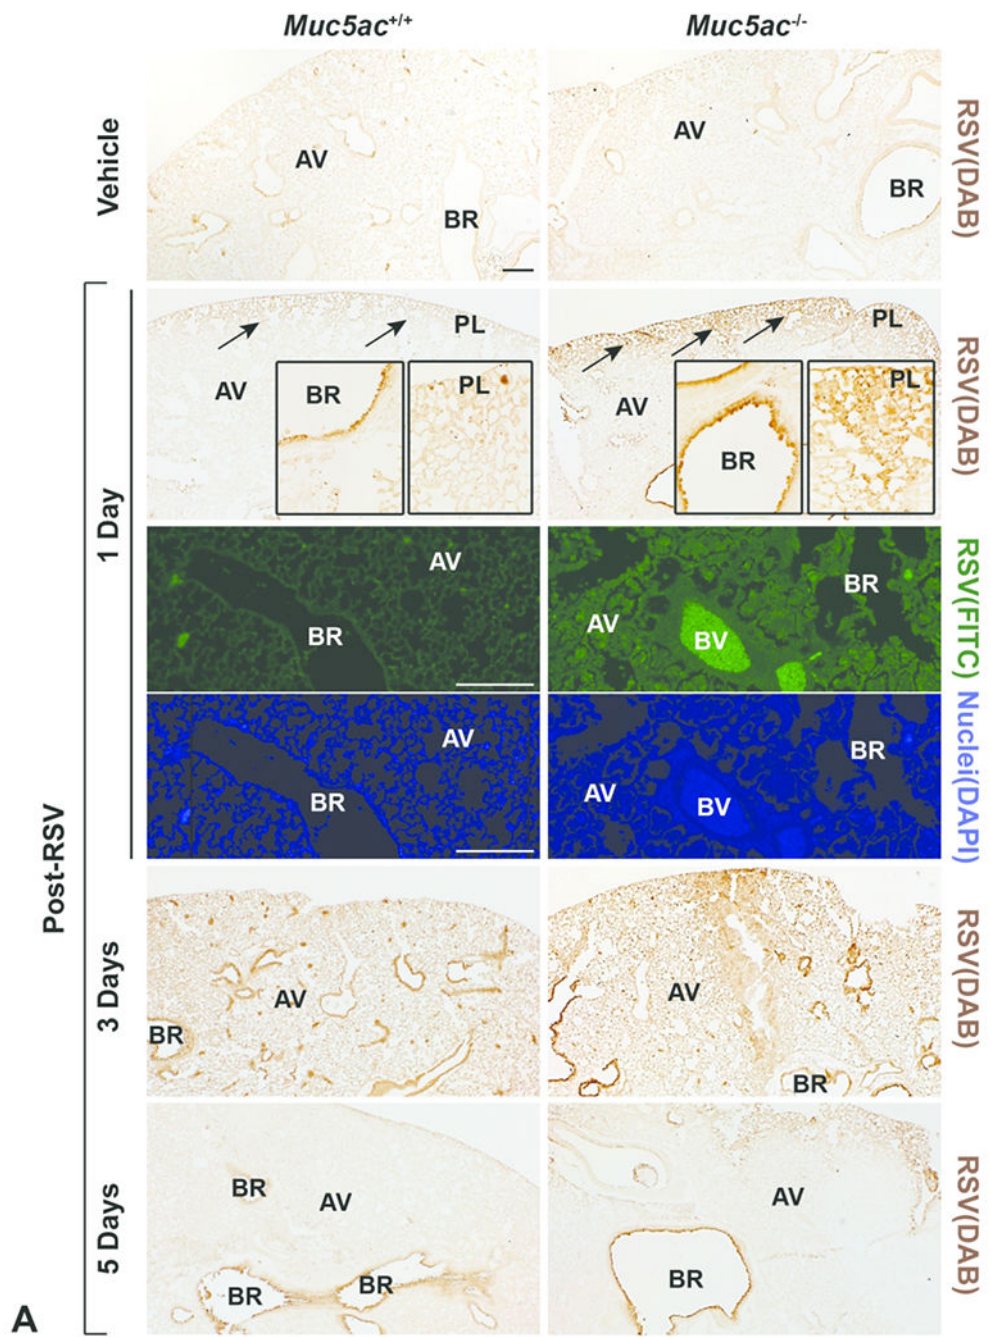 Muc5ac+/+ Muc5ac-/-
Vehicle
AV
BR
AV
BR
RSV(DAB)
Post-RSV
1 Day
PL
AV
BR
PL
PL
AV
BR
PL
RSV(DAB)
AV
BR
BR
AV
BV
RSV(FITC)
AV
BR
BR
AV
BV
Nuclei(DAPI)
3 Days
AV
BR
AV
BR
RSV(DAB)
5 Days
BR
AV
BR
BR
AV
BR
RSV(DAB)
A